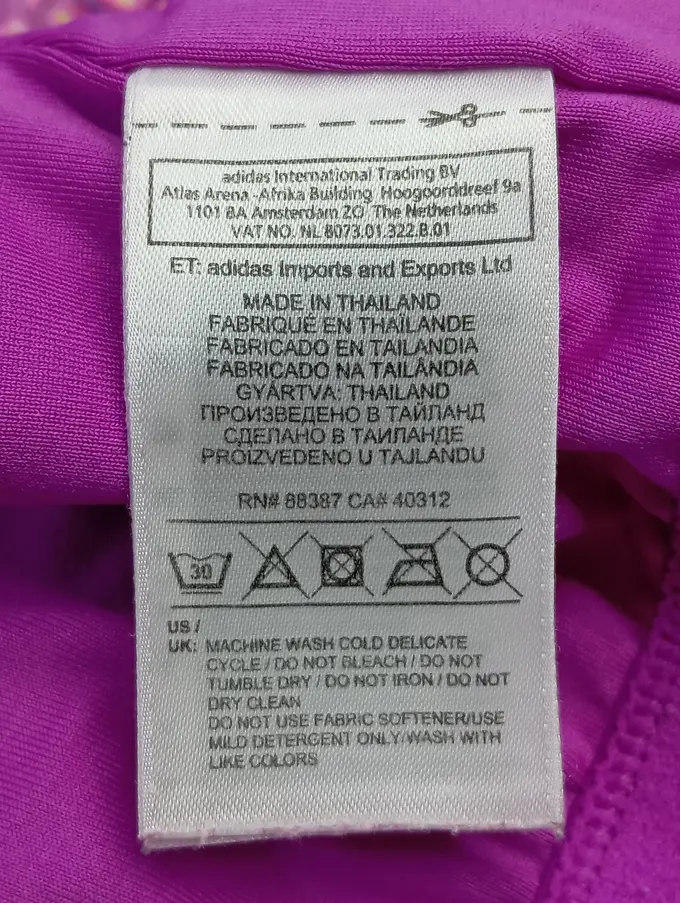 adidas International Trading BV
Atlas Arena -Afrika Building Hoogoorddreef 9a
1101 BA Amsterdam ZO The Netherlands
VAT NO. NL 8073.01.322.B.01
ET: adidas Imports and Exports Ltd
MADE IN THAILAND
FABRIQUÉ EN THAÏLANDE
FABRICADO EN TAILANDIA
FABRICADO NA TAILÂNDIA
GYÁRTVA: THAILAND
ПРОИЗВЕДЕНО В ТАЙЛАНД
СДЕЛАНО В ТАИЛАНДЕ
PROIZVEDENO U TAJLANDU
RN# 88387 CA# 40312
30
US /
UK: MACHINE WASH COLD DELICATE
CYCLE / DO NOT BLEACH / DO NOT
TUMBLE DRY / DO NOT IRON / DO NOT
DRY CLEAN
DO NOT USE FABRIC SOFTENER/USE
MILD DETERGENT ONLY/WASH WITH
LIKE COLORS